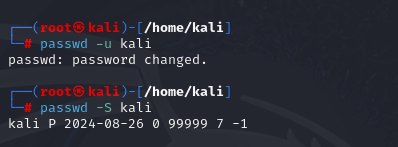 ┌──(root㉿kali)-[/home/kali]
└─# passwd -u kali
passwd: password changed.
┌──(root㉿kali)-[/home/kali]
└─# passwd -S kali
kali P 2024-08-26 0 99999 7 -1